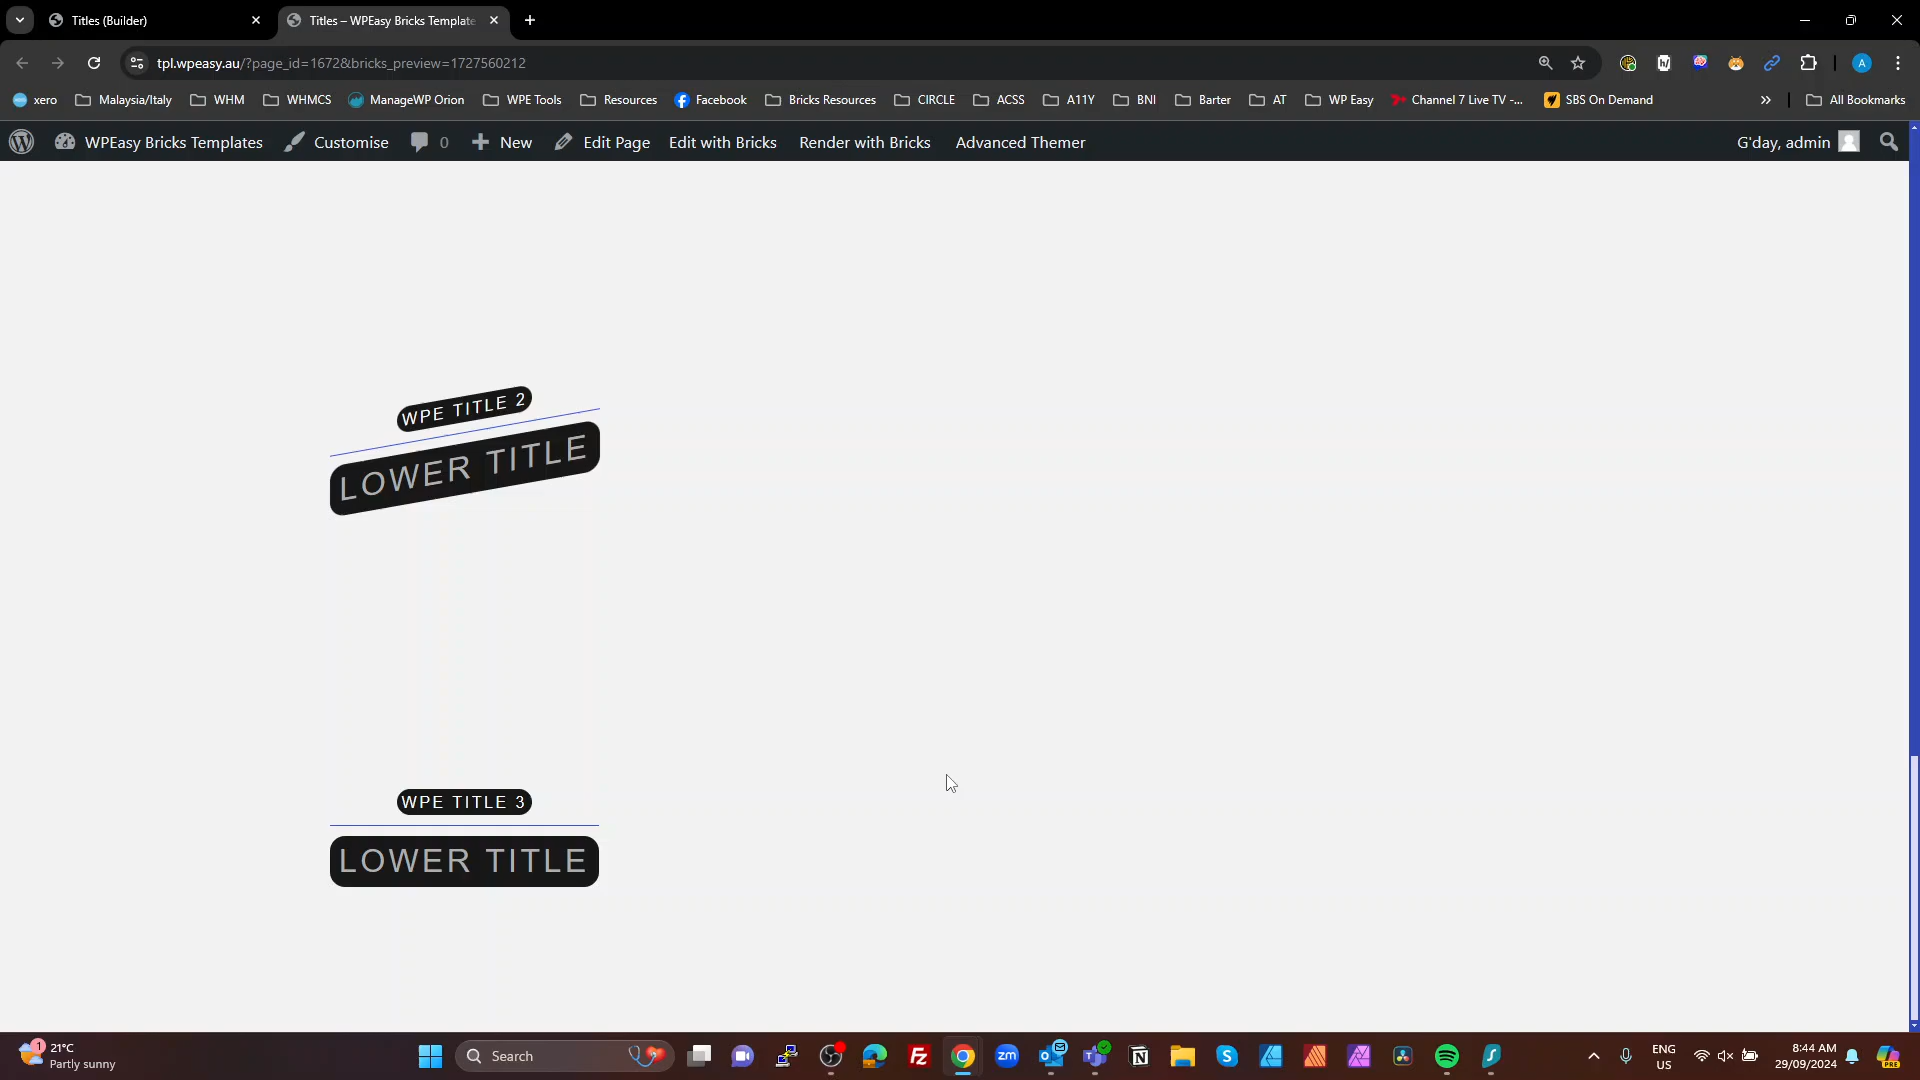 Titles (Builder)
Titles – WPEasy Bricks Template
tpl.wpeasy.au/?page_id=1672&bricks_preview=1727560212
A
xero
Malaysia/Italy
WHM
WHMCS
ManageWP Orion
WPE Tools
Resources
Facebook
Bricks Resources
CIRCLE
ACSS
A11Y
BNI
Barter
AT
WP Easy
Channel 7 Live TV -...
SBS On Demand
All Bookmarks
WPEasy Bricks Templates
Customise
0
New
Edit Page
Edit with Bricks
Render with Bricks
Advanced Themer
G'day, admin
WPE TITLE 2
LOWER TITLE
WPE TITLE 3
LOWER TITLE
1
21°C
Partly sunny
Search
Fz
zm
ENG
US
8:44 AM
29/09/2024
PRE